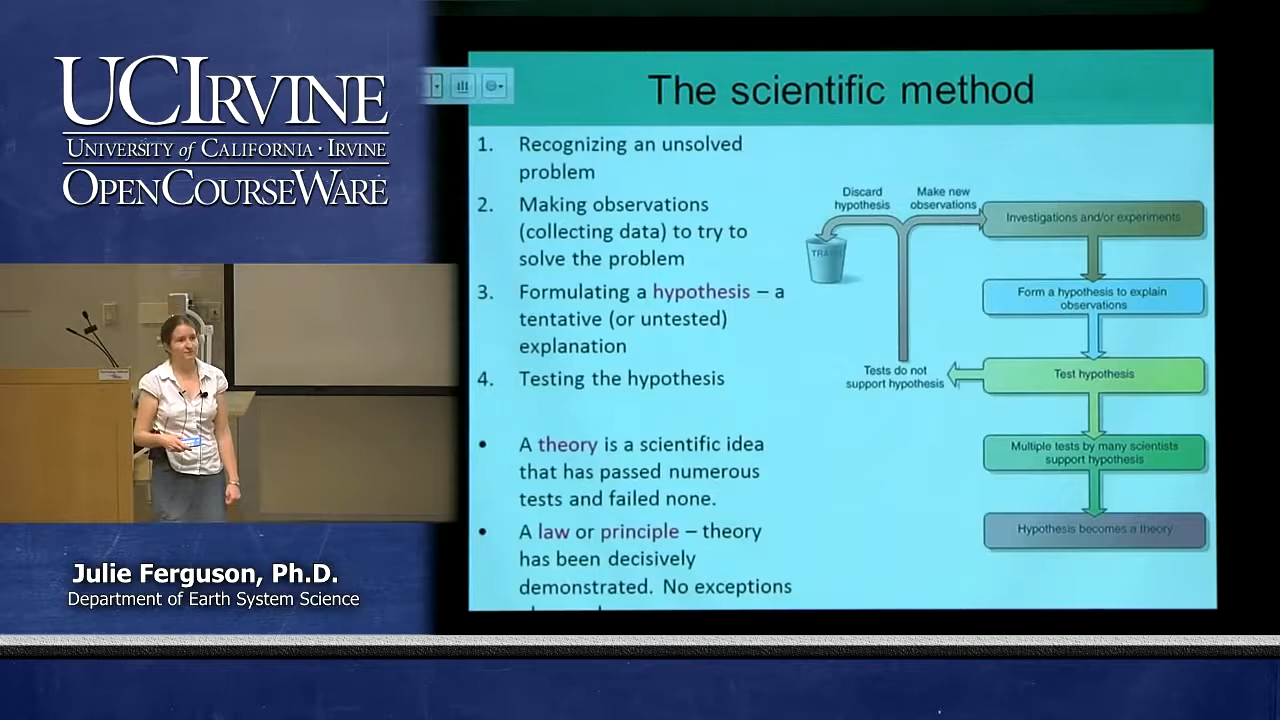 UCIRVINE
UNIVERSITY of CALIFORNIA · IRVINE
OPENCOURSEWARE
Julie Ferguson, Ph.D.
Department of Earth System Science
The scientific method
1. Recognizing an unsolved
problem
2. Making observations
(collecting data) to try to
solve the problem
3. Formulating a hypothesis – a
tentative (or untested)
explanation
4. Testing the hypothesis
• A theory is a scientific idea
that has passed numerous
tests and failed none.
• A law or principle – theory
has been decisively
demonstrated. No exceptions
Discard
hypothesis
Make new
observations
Investigations and/or experiments
Form a hypothesis to explain
observations
Test hypothesis
Tests do not
support hypothesis
Multiple tests by many scientists
support hypothesis
Hypothesis becomes a theory